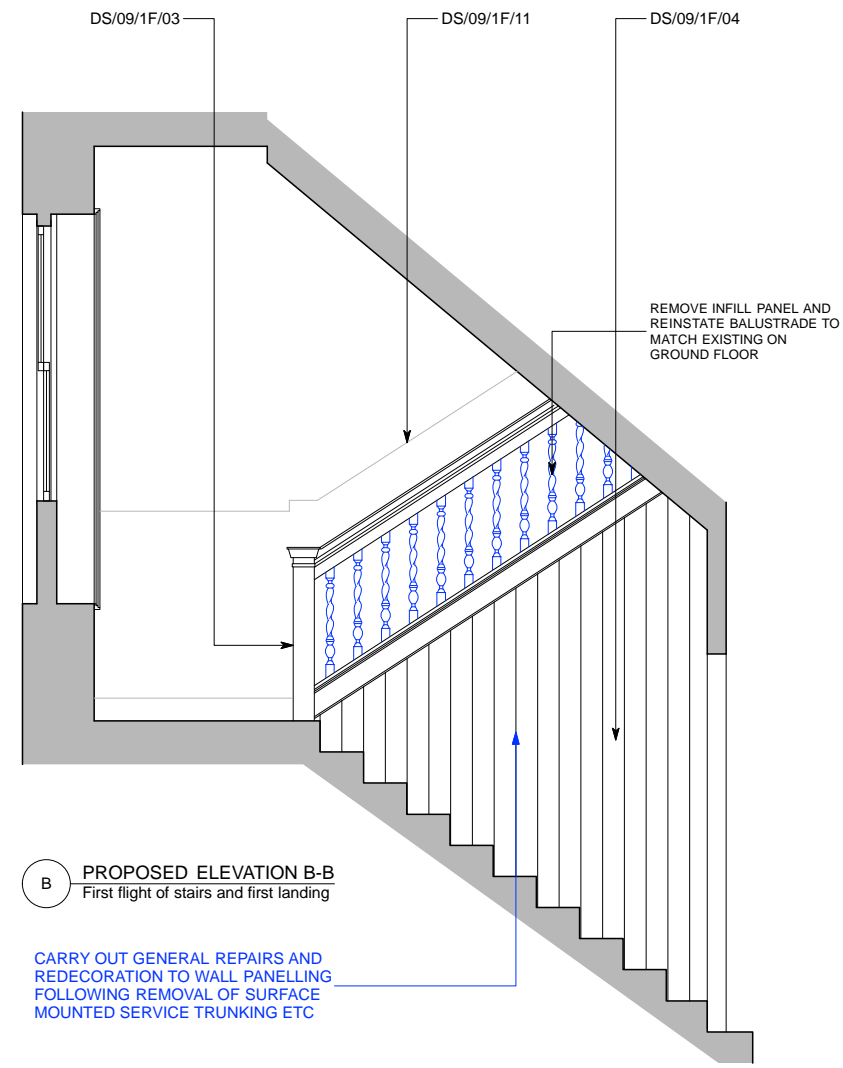 DS/09/1F/03
DS/09/1F/11
DS/09/1F/04
REMOVE INFILL PANEL AND
REINSTATE BALUSTRADE TO
MATCH EXISTING ON
GROUND FLOOR
B
PROPOSED ELEVATION B-B
First flight of stairs and first landing
CARRY OUT GENERAL REPAIRS AND
REDECORATION TO WALL PANELLING
FOLLOWING REMOVAL OF SURFACE
MOUNTED SERVICE TRUNKING ETC